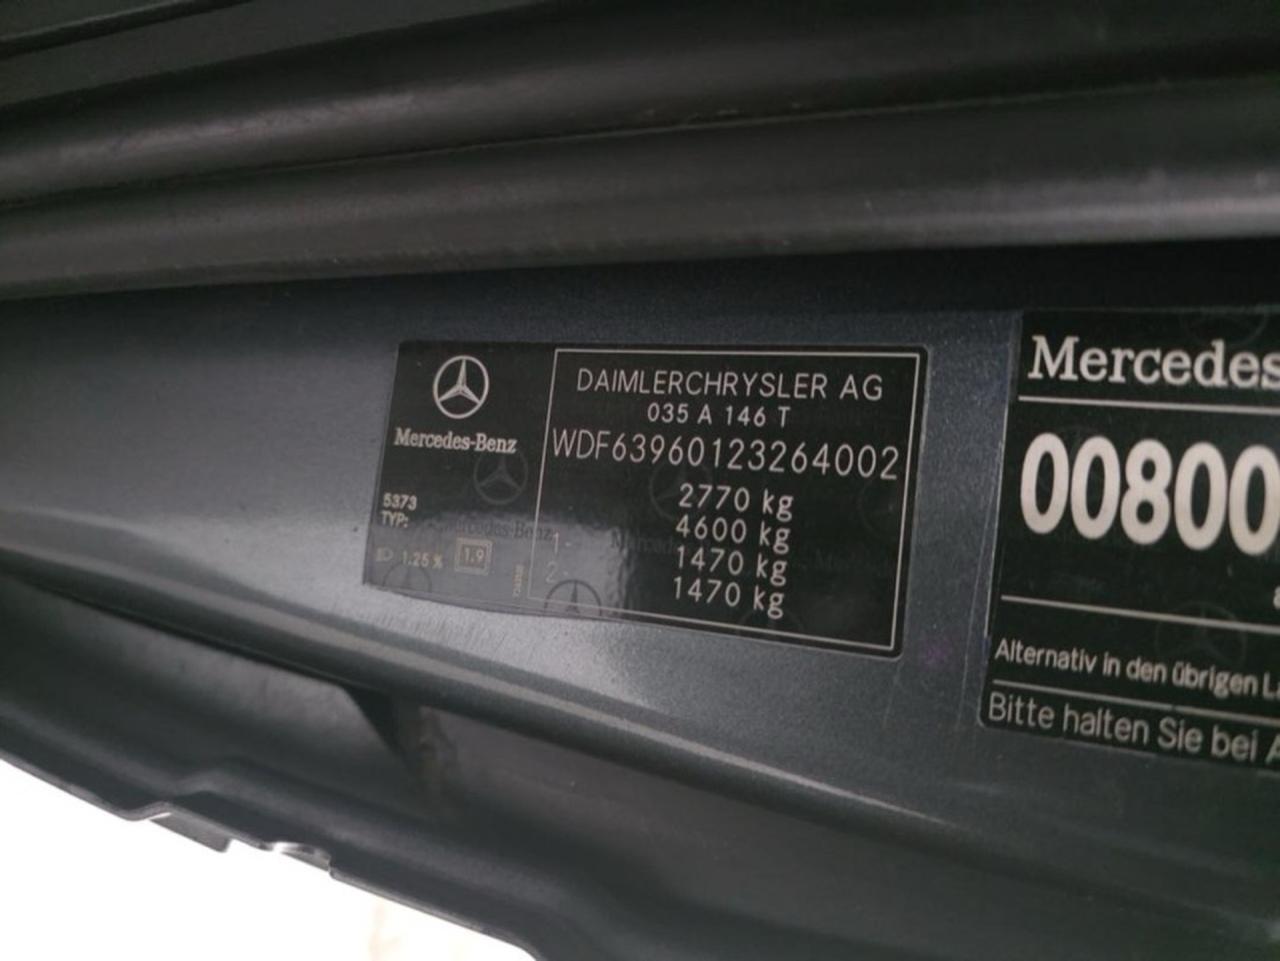 Mercedes-Benz
5373
TYP:
1.25 % 1.9
DAIMLERCHRYSLER AG
035 A 146 T
WDF63960123264002
2770 kg
4600 kg
1- 1470 kg
2- 1470 kg
Mercedes
00800
Alternativ in den übrigen
Bitte halten Sie bei A